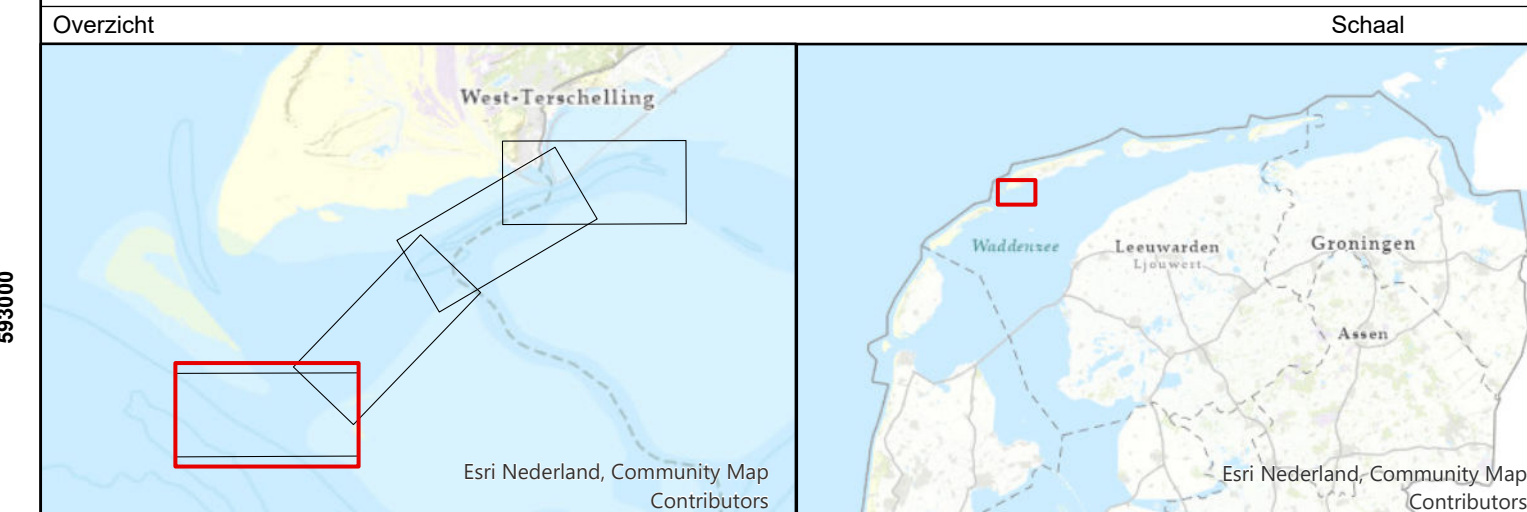 Overzicht
Schaal
593000
West-Terschelling
Esri Nederland, Community Map
Contributors
Waddenzee
Leeuwarden
Ljouwert
Groningen
Assen
Esri Nederland, Community Map
Contributors